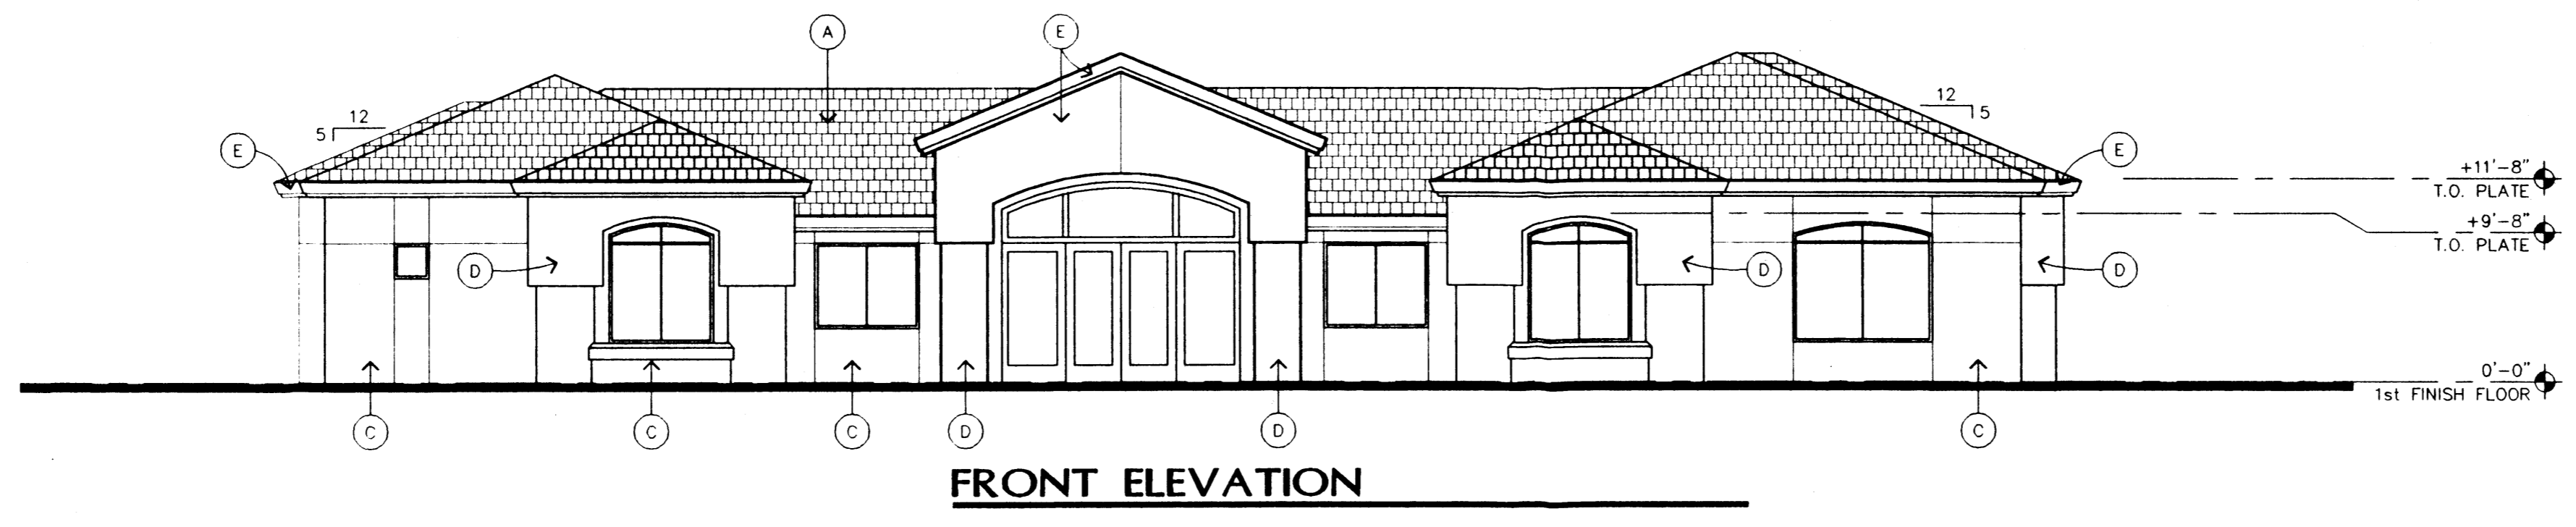 A
E
12
5
12
5
E
E
+11'-8"
T.O. PLATE
+9'-8"
T.O. PLATE
D
D
D
0'-0"
1st FINISH FLOOR
C
C
C
D
D
C
FRONT ELEVATION